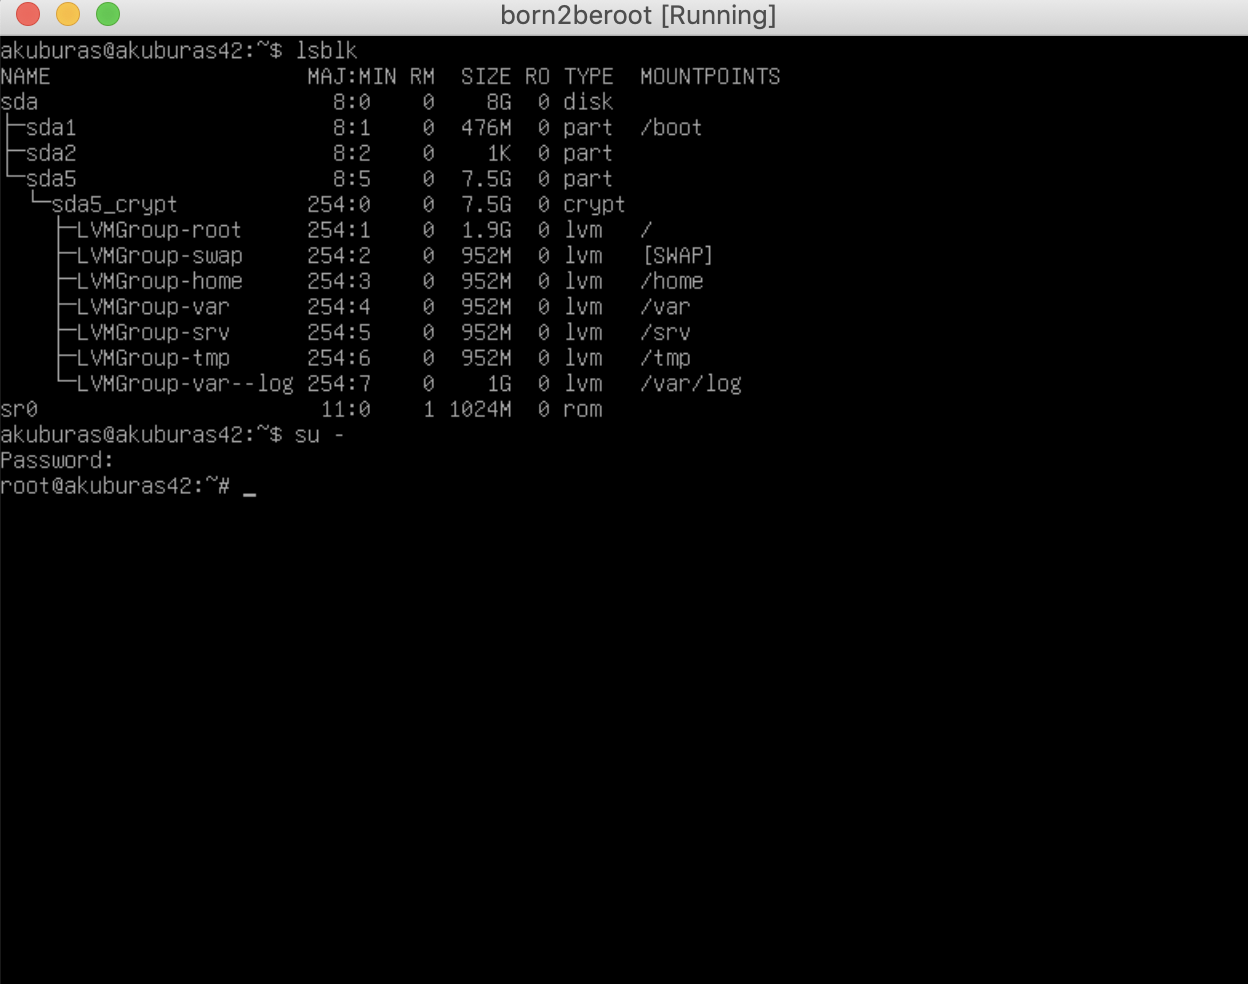 born2beroot [Running]
akuburas@akuburas42:~$ lsblk
NAME                    MAJ:MIN RM   SIZE RO TYPE  MOUNTPOINTS
sda                       8:0    0     8G  0 disk
├─sda1                    8:1    0   476M  0 part  /boot
├─sda2                    8:2    0     1K  0 part
└─sda5                    8:5    0   7.5G  0 part
  └─sda5_crypt          254:0    0   7.5G  0 crypt
    ├─LVMGroup-root     254:1    0   1.9G  0 lvm   /
    ├─LVMGroup-swap     254:2    0   952M  0 lvm   [SWAP]
    ├─LVMGroup-home     254:3    0   952M  0 lvm   /home
    ├─LVMGroup-var      254:4    0   952M  0 lvm   /var
    ├─LVMGroup-srv      254:5    0   952M  0 lvm   /srv
    ├─LVMGroup-tmp      254:6    0   952M  0 lvm   /tmp
    └─LVMGroup-var--log 254:7    0     1G  0 lvm   /var/log
sr0                      11:0    1  1024M  0 rom
akuburas@akuburas42:~$ su -
Password:
root@akuburas42:~# _